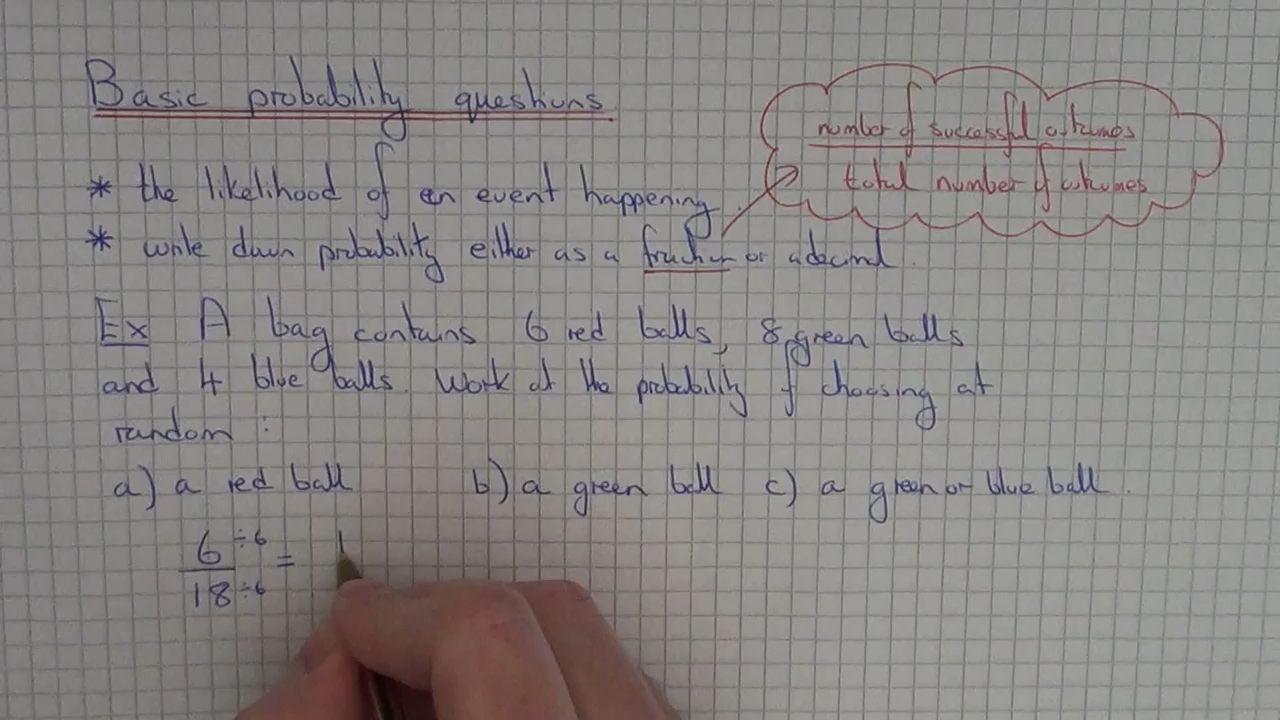 Basic probability questions
number of successful outcomes
total number of outcomes
* the likelihood of an event happening
* write down probability either as a fraction or a decimal.
Ex A bag contains 6 red balls, 8 green balls
and 4 blue balls. Work out the probability of choosing at
random :
a) a red ball b) a green ball c) a green or blue ball.
6 ÷6 = 1
18 ÷6